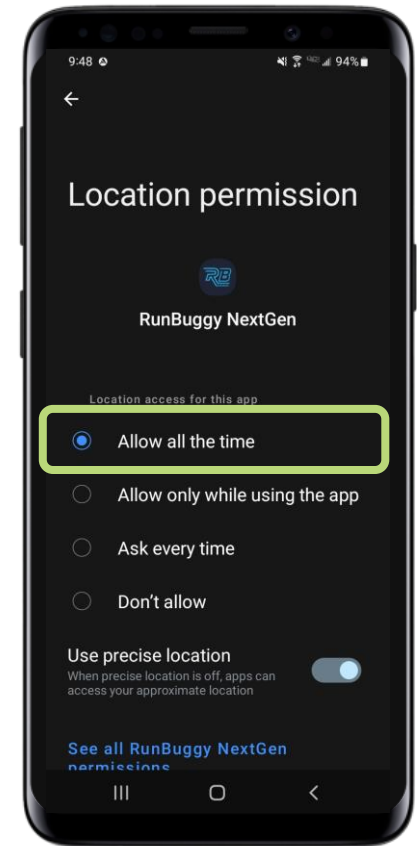 9:48 94%
Location permission
RB
RunBuggy NextGen
Location access for this app
Allow all the time
Allow only while using the app
Ask every time
Don't allow
Use precise location
When precise location is off, apps can
access your approximate location
See all RunBuggy NextGen
permissions